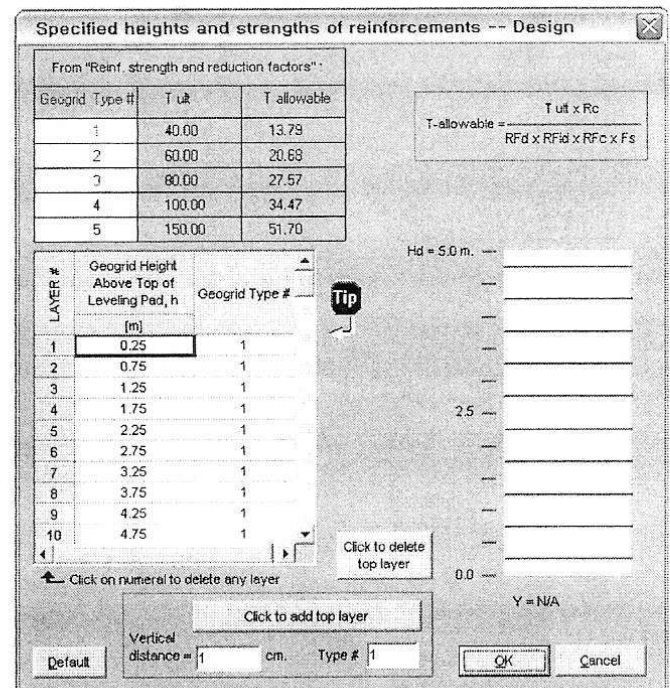 Specified heights and strengths of reinforcements -- Design
From "Reinf. strength and reduction factors" :
Geogrid Type # T ult T allowable
1 40.00 13.79
2 60.00 20.68
3 80.00 27.57
4 100.00 34.47
5 150.00 51.70
T-allowable = T ult x Rc
RFd x RFid x RFc x Fs
LAYER # Geogrid Height Above Top of Leveling Pad, h [m] Geogrid Type #
1 0.25 1
2 0.75 1
3 1.25 1
4 1.75 1
5 2.25 1
6 2.75 1
7 3.25 1
8 3.75 1
9 4.25 1
10 4.75 1
Tip
Hd = 5.0 m.
2.5
0.0
Y = N/A
Click to delete
top layer
Click on numeral to delete any layer
Click to add top layer
Vertical
distance = 1 cm. Type # 1
Default
OK
Cancel